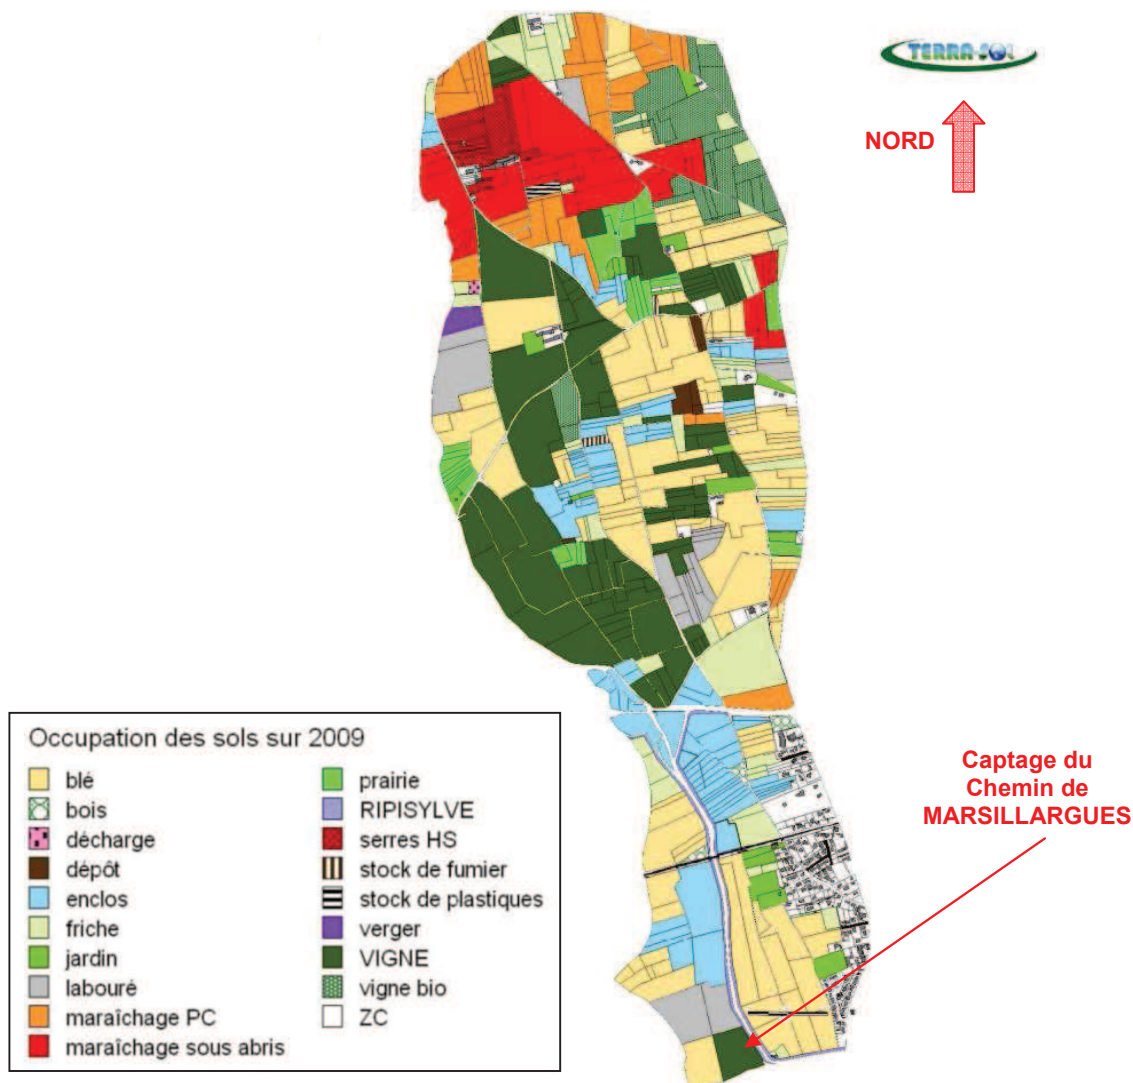 TERRA-SOL
NORD
Captage du
Chemin de
MARSILLARGUES
Occupation des sols sur 2009
blé
bois
décharge
dépôt
enclos
friche
jardin
labouré
maraîchage PC
maraîchage sous abris
prairie
RIPISYLVE
serres HS
stock de fumier
stock de plastiques
verger
VIGNE
vigne bio
ZC